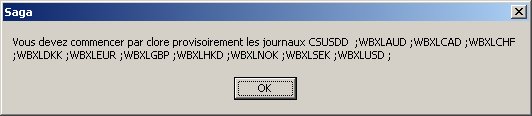 Saga
Vous devez commencer par clore provisoirement les journaux CSUSDD  ;WBXLAUD ;WBXLCAD ;WBXLCHF
;WBXLDKK ;WBXLEUR ;WBXLGBP ;WBXLHKD ;WBXLNOK ;WBXLSEK ;WBXLUSD ;
OK